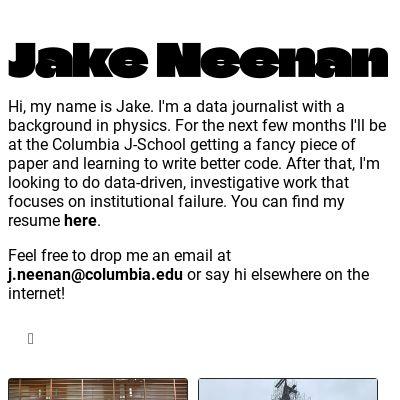 Jake Neenan
Hi, my name is Jake. I'm a data journalist with a
background in physics. For the next few months I'll be
at the Columbia J-School getting a fancy piece of
paper and learning to write better code. After that, I'm
looking to do data-driven, investigative work that
focuses on institutional failure. You can find my
resume here.
Feel free to drop me an email at
j.neenan@columbia.edu or say hi elsewhere on the
internet!